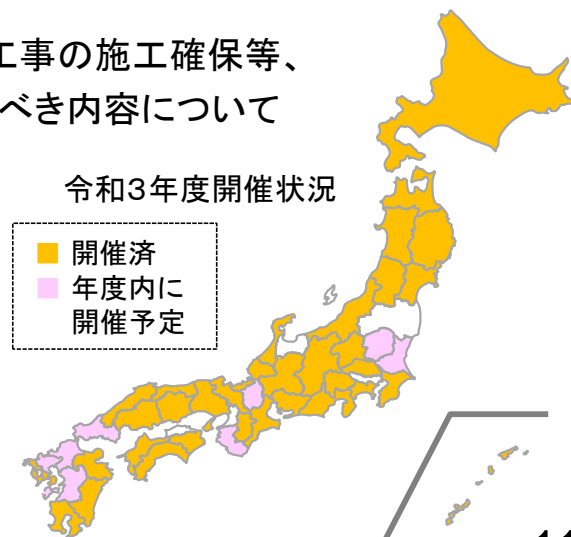 工事の施工確保等、
べき内容について
令和3年度開催状況
開催済
年度内に
開催予定